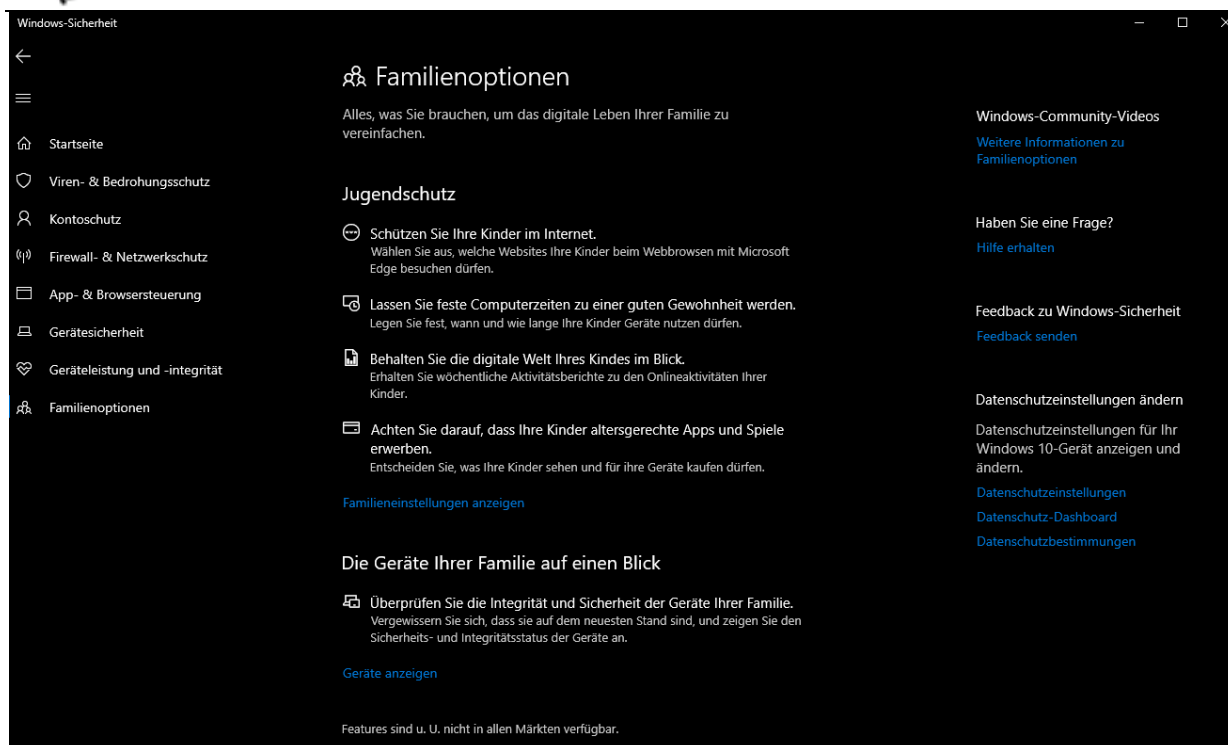 Windows-Sicherheit
Startseite
Viren- & Bedrohungsschutz
Kontoschutz
Firewall- & Netzwerkschutz
App- & Browsersteuerung
Gerätesicherheit
Geräteleistung und -integrität
Familienoptionen
Familienoptionen
Alles, was Sie brauchen, um das digitale Leben Ihrer Familie zu
vereinfachen.
Jugendschutz
Schützen Sie Ihre Kinder im Internet.
Wählen Sie aus, welche Websites Ihre Kinder beim Webbrowsen mit Microsoft
Edge besuchen dürfen.
Lassen Sie feste Computerzeiten zu einer guten Gewohnheit werden.
Legen Sie fest, wann und wie lange Ihre Kinder Geräte nutzen dürfen.
Behalten Sie die digitale Welt Ihres Kindes im Blick.
Erhalten Sie wöchentliche Aktivitätsberichte zu den Onlineaktivitäten Ihrer
Kinder.
Achten Sie darauf, dass Ihre Kinder altersgerechte Apps und Spiele
erwerben.
Entscheiden Sie, was Ihre Kinder sehen und für ihre Geräte kaufen dürfen.
Familieneinstellungen anzeigen
Die Geräte Ihrer Familie auf einen Blick
Überprüfen Sie die Integrität und Sicherheit der Geräte Ihrer Familie.
Vergewissern Sie sich, dass sie auf dem neuesten Stand sind, und zeigen Sie den
Sicherheits- und Integritätsstatus der Geräte an.
Geräte anzeigen
Features sind u. U. nicht in allen Märkten verfügbar.
Windows-Community-Videos
Weitere Informationen zu
Familienoptionen
Haben Sie eine Frage?
Hilfe erhalten
Feedback zu Windows-Sicherheit
Feedback senden
Datenschutzeinstellungen ändern
Datenschutzeinstellungen für Ihr
Windows 10-Gerät anzeigen und
ändern.
Datenschutzeinstellungen
Datenschutz-Dashboard
Datenschutzbestimmungen